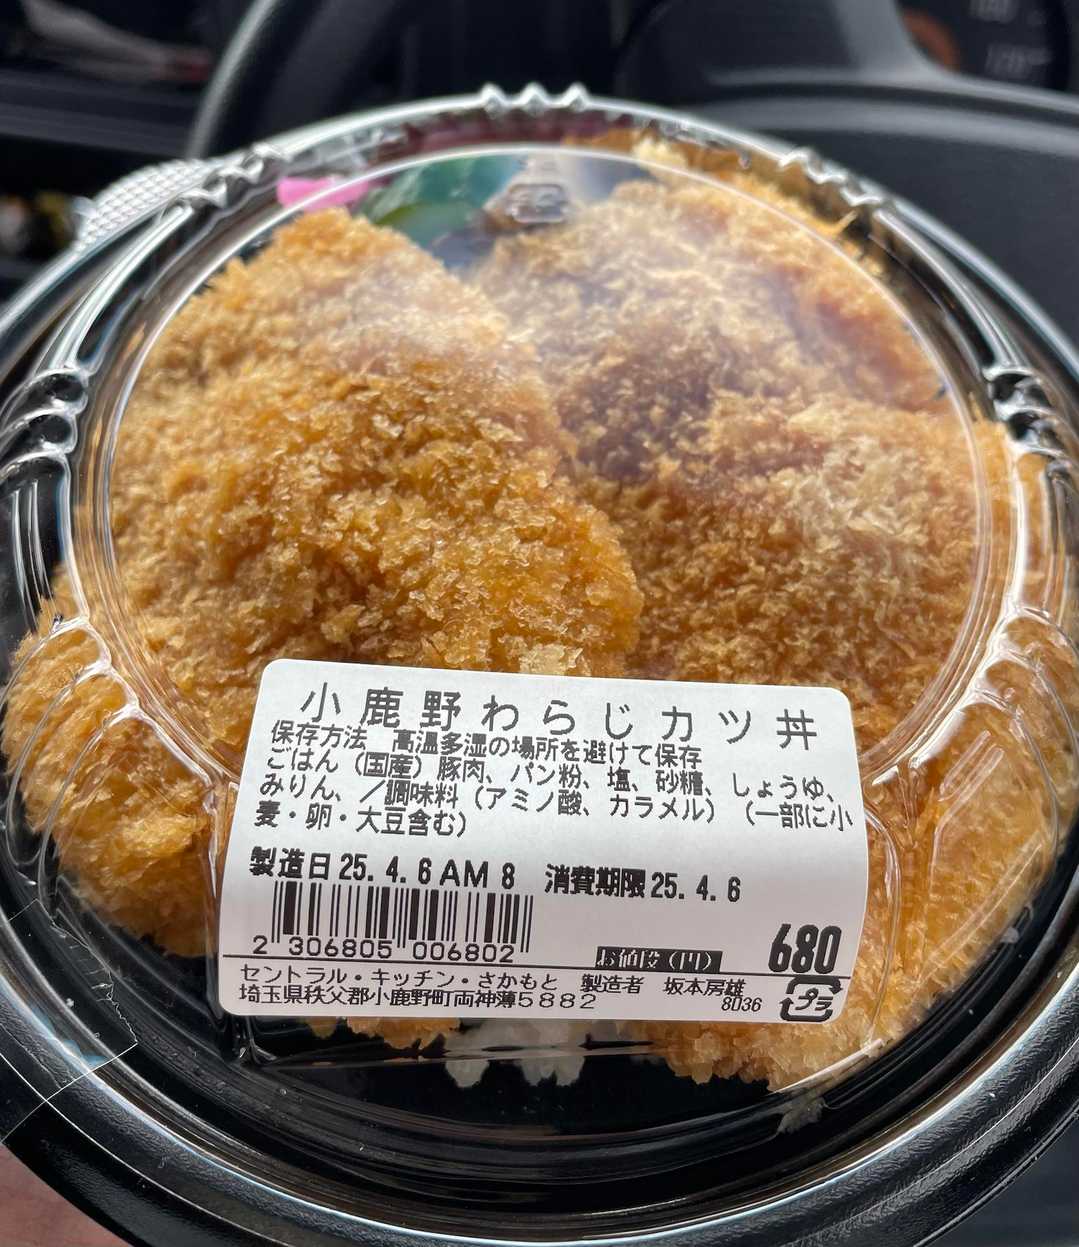 小鹿野わらじカツ丼
保存方法 高温多湿の場所を避けて保存
ごはん（国産）豚肉、パン粉、塩、砂糖、しょうゆ、
みりん、／調味料（アミノ酸、カラメル）（一部に小
麦・卵・大豆含む）
製造日25.4.6AM8 消費期限25.4.6
2 306805 006802
お値段（円） 680
セントラル・キッチン・さかもと 製造者 坂本房雄
埼玉県秩父郡小鹿野町両神薄5882 8036
プラ